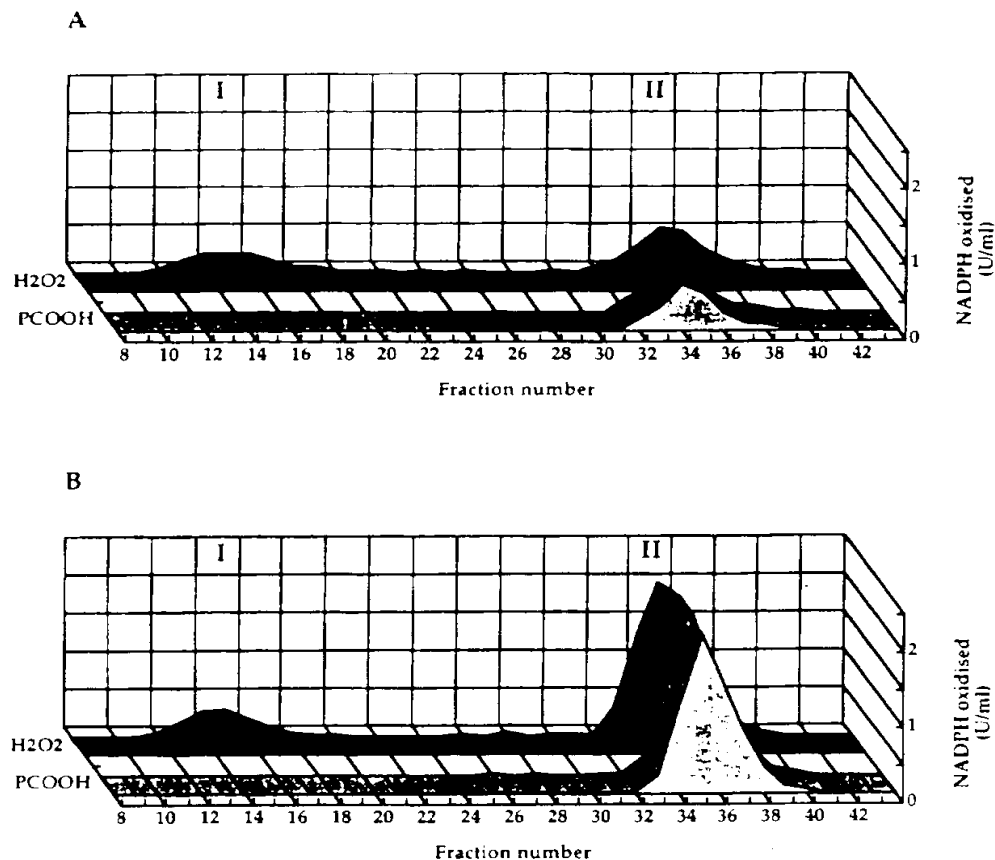 A
I II
2
1
0
NADPH oxidised
(U/ml)
H2O2
PCOOH
8 10 12 14 16 18 20 22 24 26 28 30 32 34 36 38 40 42
Fraction number
B
I II
2
1
0
NADPH oxidised
(U/ml)
H2O2
PCOOH
8 10 12 14 16 18 20 22 24 26 28 30 32 34 36 38 40 42
Fraction number